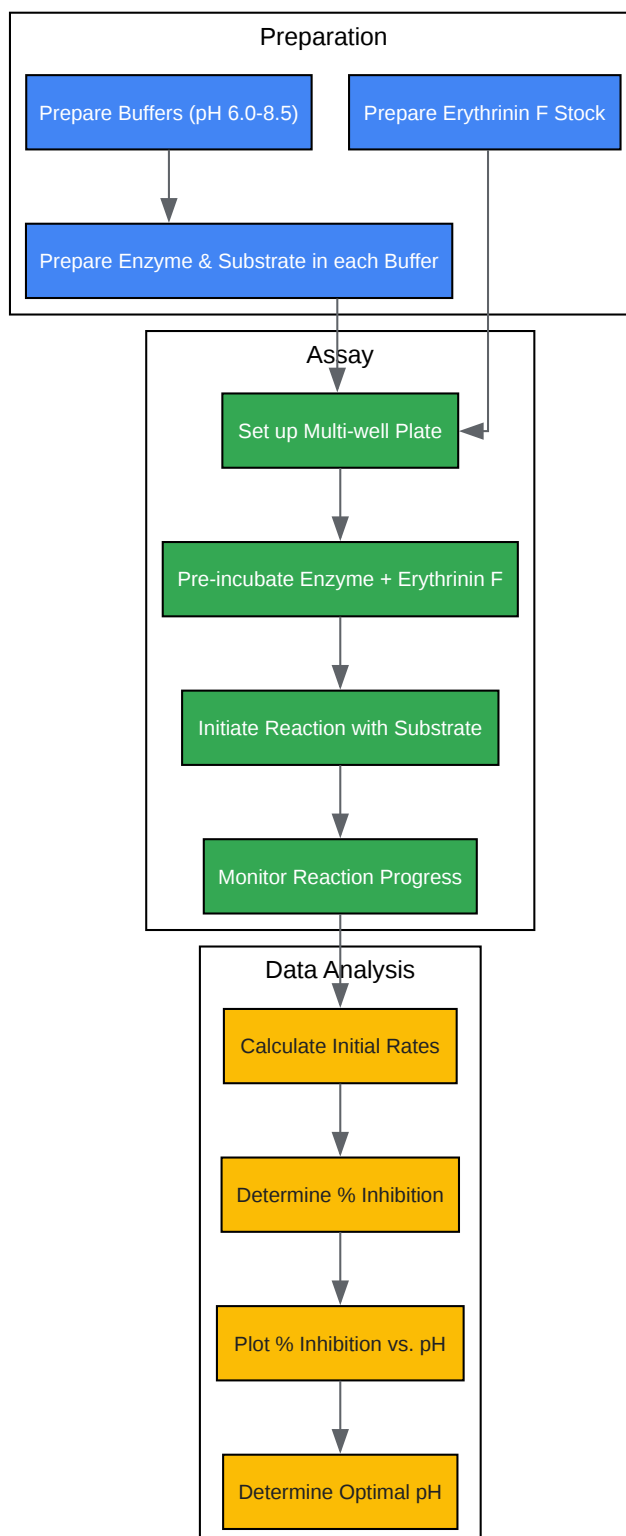 Preparation
Prepare Buffers (pH 6.0-8.5)
Prepare Erythrinin F Stock
Prepare Enzyme & Substrate in each Buffer
Assay
Set up Multi-well Plate
Pre-incubate Enzyme + Erythrinin F
Initiate Reaction with Substrate
Monitor Reaction Progress
Data Analysis
Calculate Initial Rates
Determine % Inhibition
Plot % Inhibition vs. pH
Determine Optimal pH